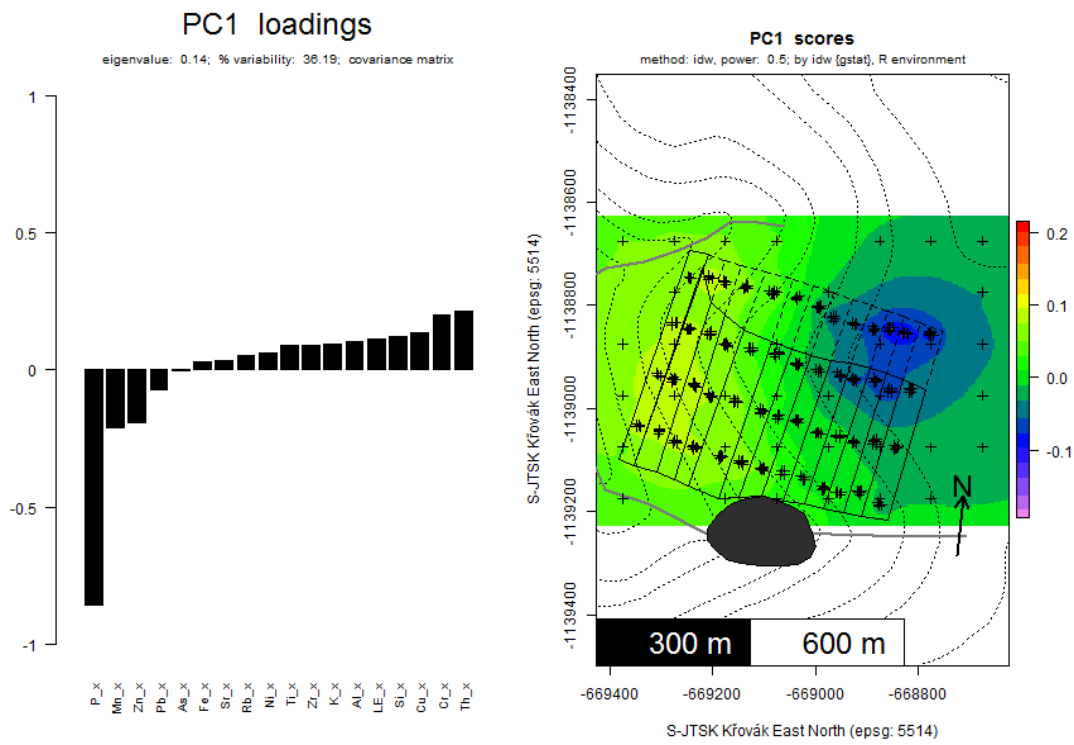 PC1 loadings
eigenvalue: 0.14; % variability: 36.19; covariance matrix
1
0.5
0
-0.5
-1
P_x
Mn_x
Zn_x
Pb_x
As_x
Fe_x
Sr_x
Rb_x
Ni_x
Ti_x
Zr_x
K_x
Al_x
LE_x
Si_x
Cu_x
Cr_x
Th_x
PC1 scores
method: idw, power: 0.5; by idw {gstat}, R environment
S-JTSK Křovák East North (epsg: 5514)
-1138400
-1138600
-1138800
-1139000
-1139200
-1139400
N
300 m
600 m
-669400
-669200
-669000
-668800
S-JTSK Křovák East North (epsg: 5514)
0.2
0.1
0.0
-0.1